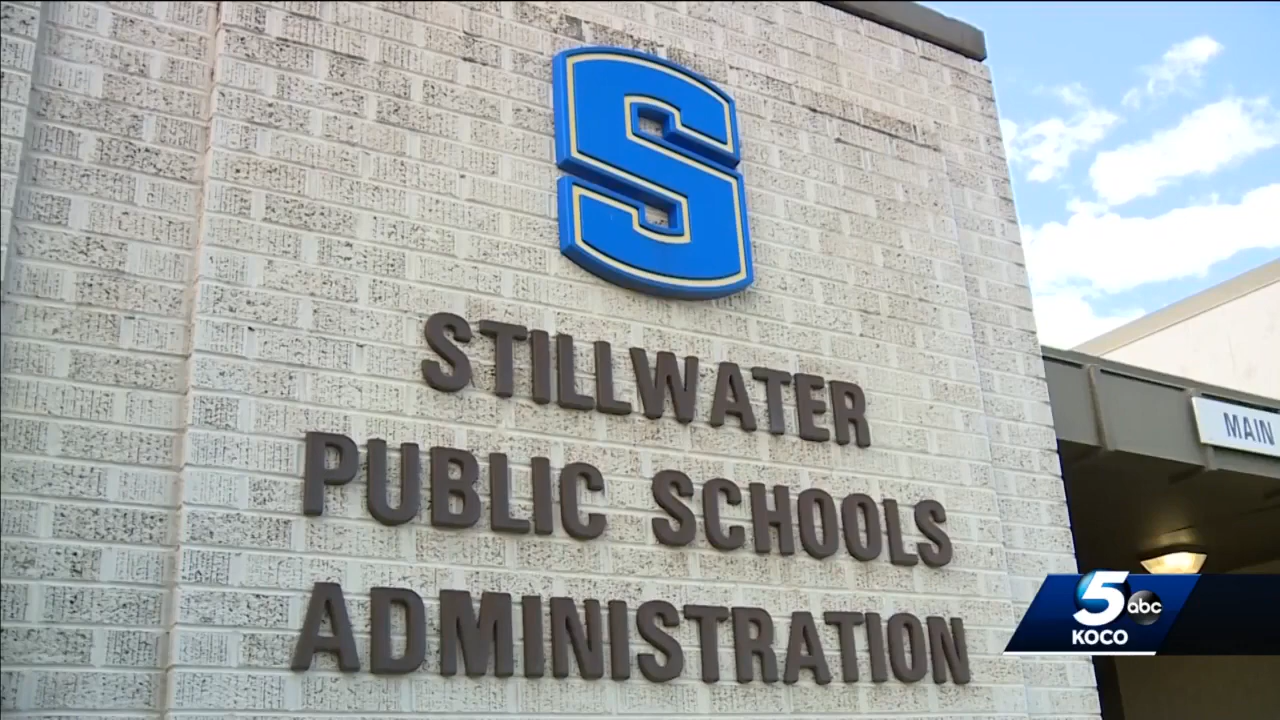 S
STILLWATER
PUBLIC SCHOOLS
ADMINISTRATION
MAIN
5 abc
KOCO